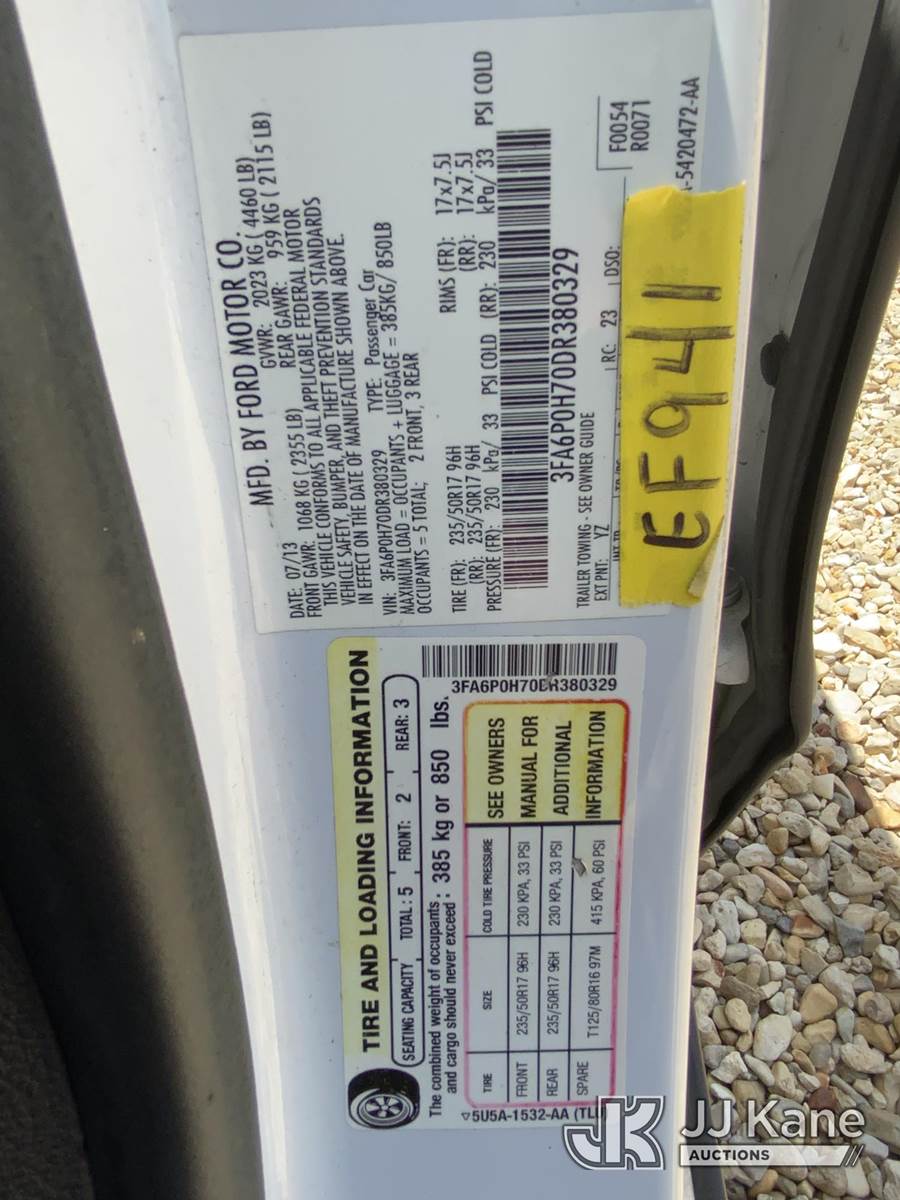 MFD. BY FORD MOTOR CO.
DATE: 07/13 GVWR: 2023 KG ( 4460 LB)
FRONT GAWR: 1068 KG ( 2355 LB) REAR GAWR: 959 KG ( 2115 LB)
THIS VEHICLE CONFORMS TO ALL APPLICABLE FEDERAL MOTOR
VEHICLE SAFETY, BUMPER, AND THEFT PREVENTION STANDARDS
IN EFFECT ON THE DATE OF MANUFACTURE SHOWN ABOVE.
VIN: 3FA6P0H70DR380329 TYPE: Passenger Car
MAXIMUM LOAD = OCCUPANTS + LUGGAGE = 385KG/ 850LB
OCCUPANTS = 5 TOTAL; 2 FRONT, 3 REAR
TIRE (FR): 235/50R17 96H RIMS (FR): 17x7.5J
(RR): 235/50R17 96H (RR): 17x7.5J
PRESSURE (FR): 230 kPa/ 33 PSI COLD (RR): 230 kPa/ 33 PSI COLD
3FA6P0H70DR380329
TRAILER TOWING - SEE OWNER GUIDE
EXT PNT: YZ RC: 23 DSO:
F0054
R0071
-5420472-AA
EF941
TIRE AND LOADING INFORMATION
SEATING CAPACITY TOTAL : 5 FRONT: 2 REAR: 3
The combined weight of occupants
and cargo should never exceed : 385 kg or 850 lbs.
3FA6P0H70DR380329
TIRE SIZE COLD TIRE PRESSURE
FRONT 235/50R17 96H 230 KPA, 33 PSI
REAR 235/50R17 96H 230 KPA, 33 PSI
SPARE T125/80R16 97M 415 KPA, 60 PSI
SEE OWNERS
MANUAL FOR
ADDITIONAL
INFORMATION
5U5A-1532-AA
JK JJ Kane
AUCTIONS